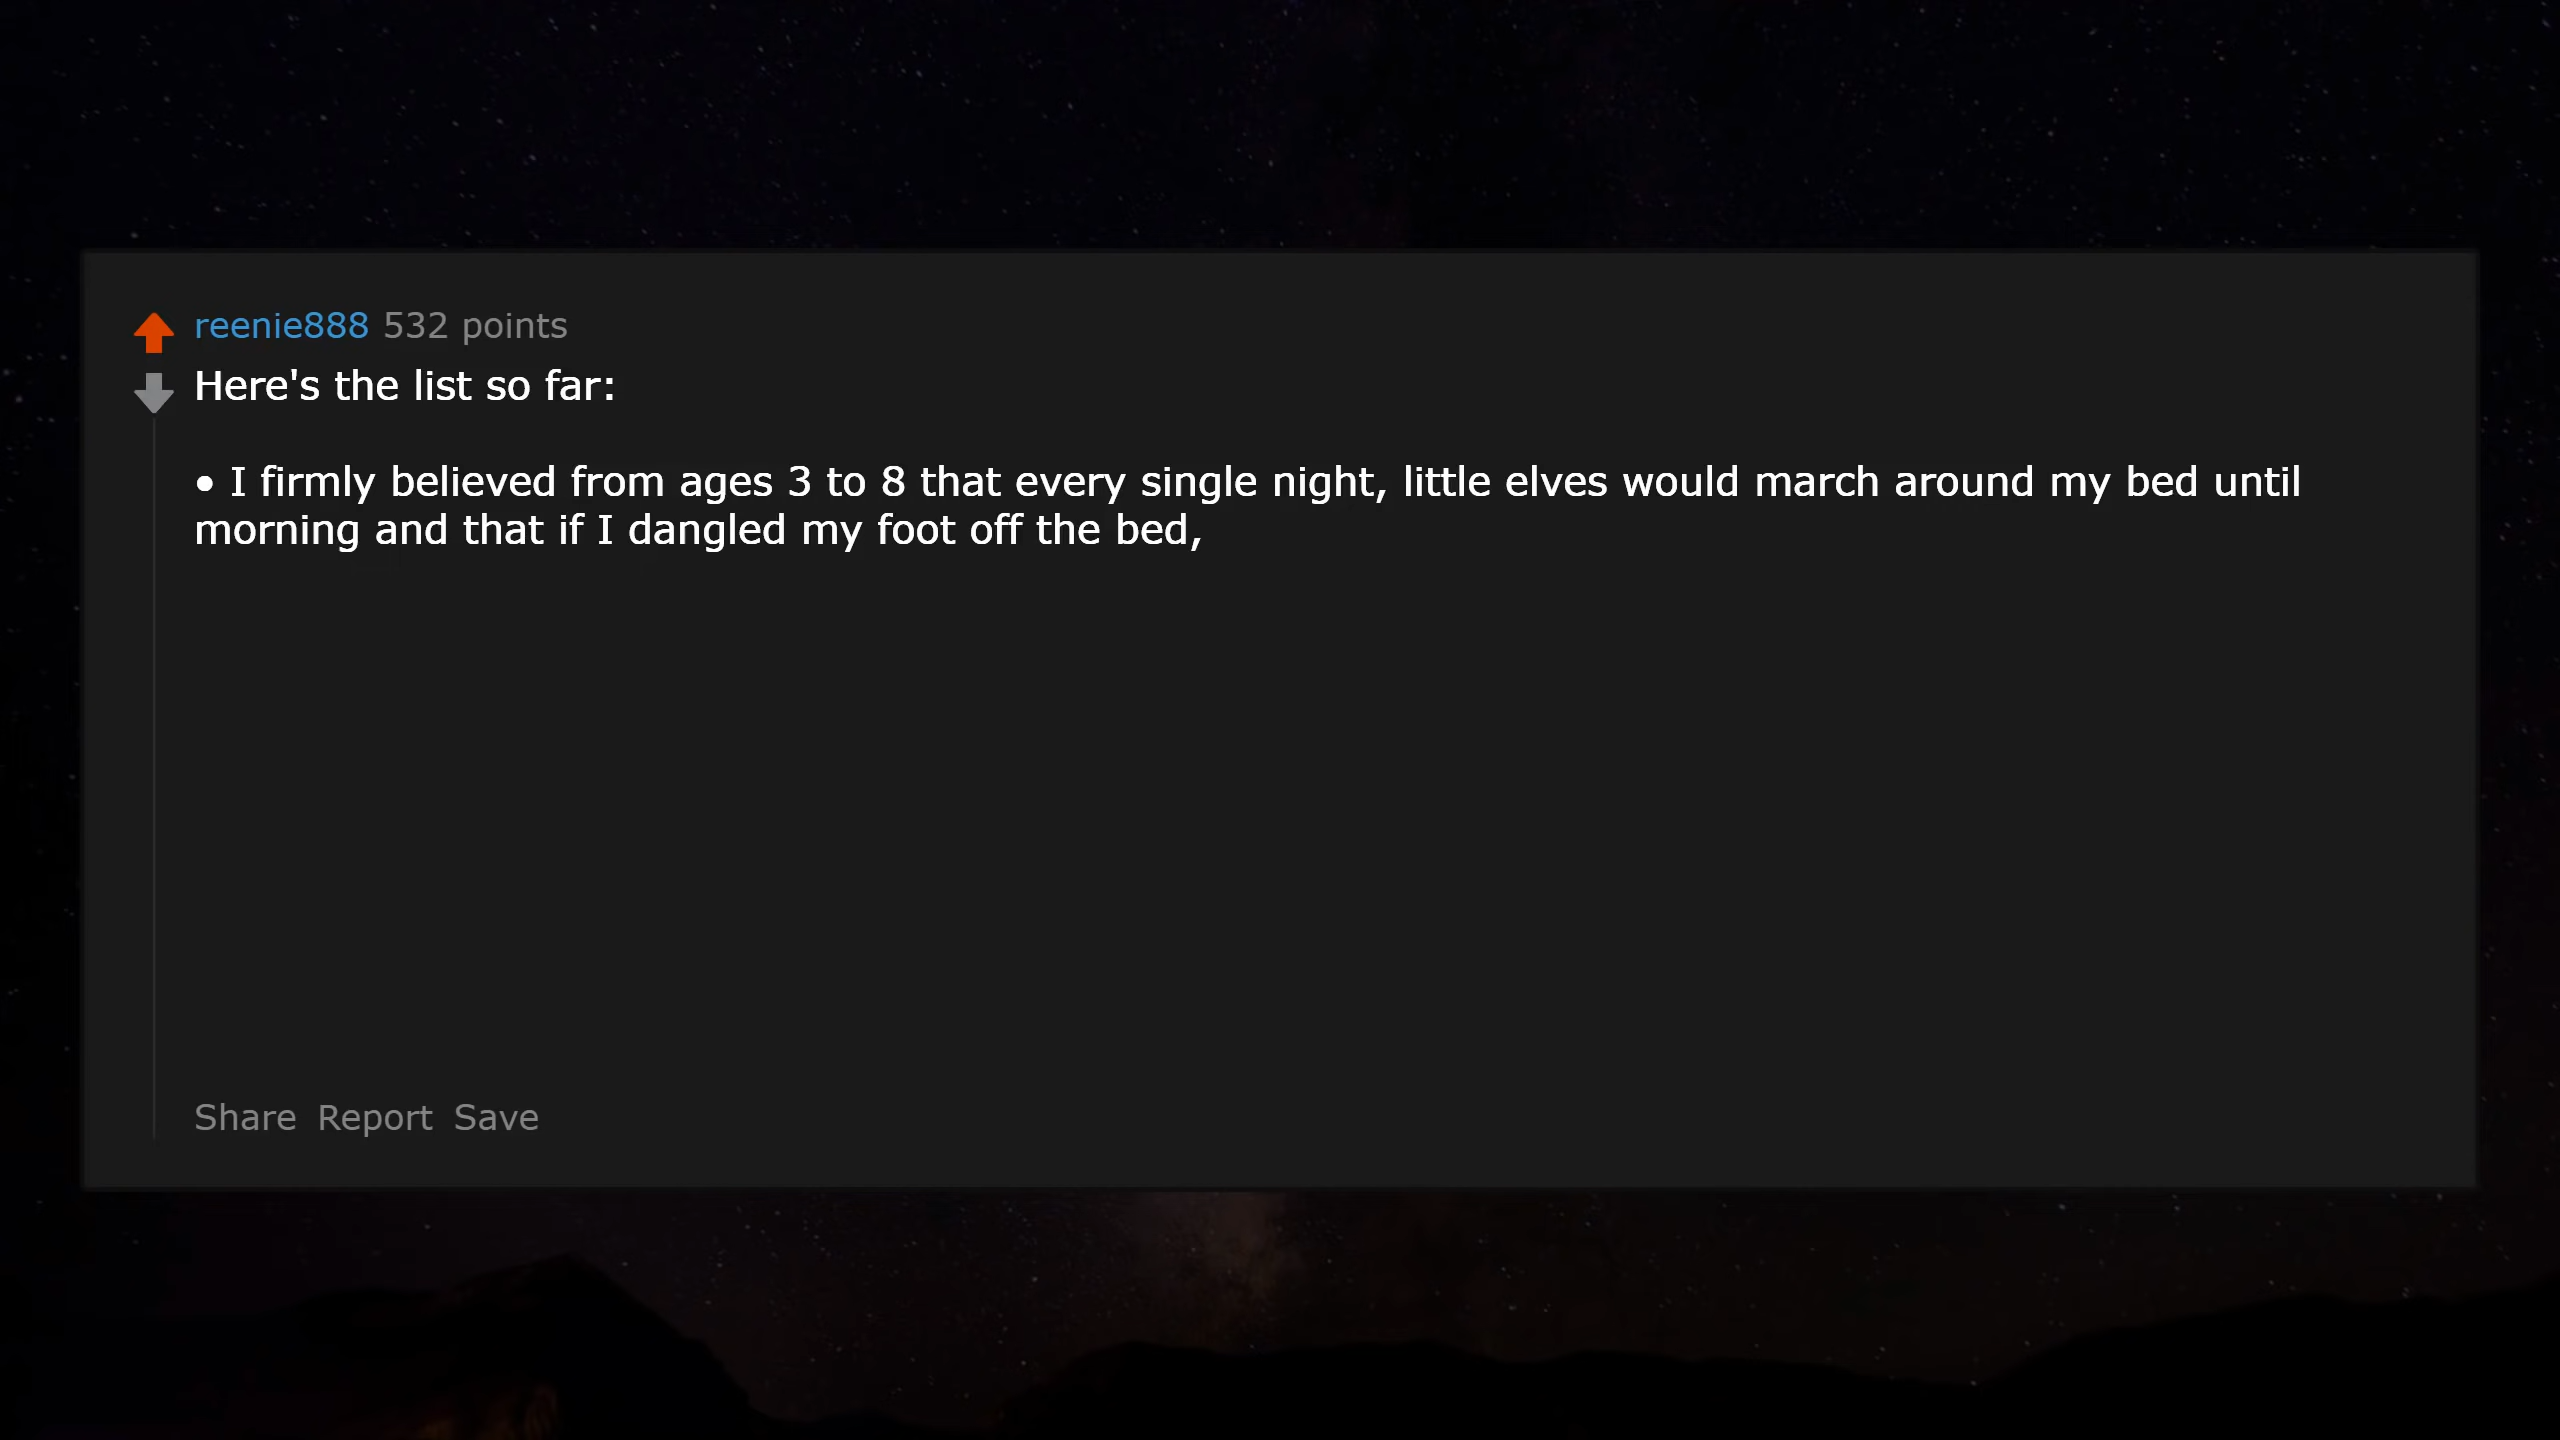 reenie888 532 points
Here's the list so far:
• I firmly believed from ages 3 to 8 that every single night, little elves would march around my bed until
morning and that if I dangled my foot off the bed,
Share Report Save